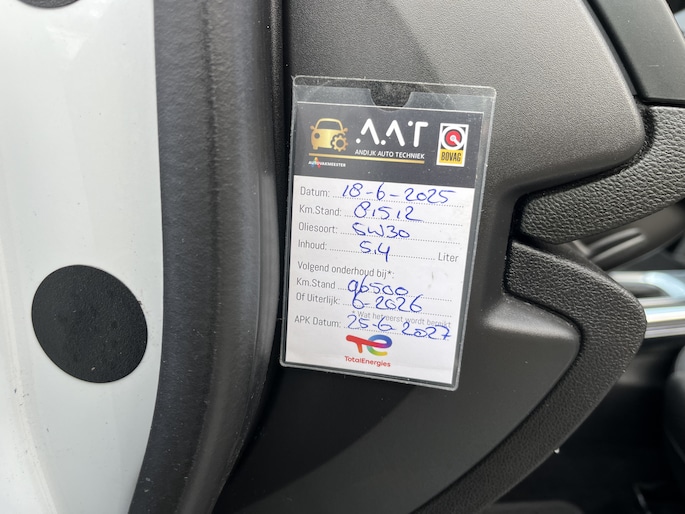 AAT
ANDIJK AUTO TECHNIEK
AUTOVAKMEESTER
BOVAG
Datum: 18-6-2025
Km.Stand: 81512
Oliesoort: 5W30
Inhoud: 5.4 Liter
Volgend onderhoud bij*:
Km.Stand 96500
Of Uiterlijk: 6-2026
* Wat het eerst wordt bereikt
APK Datum: 25-6-2027
TotalEnergies